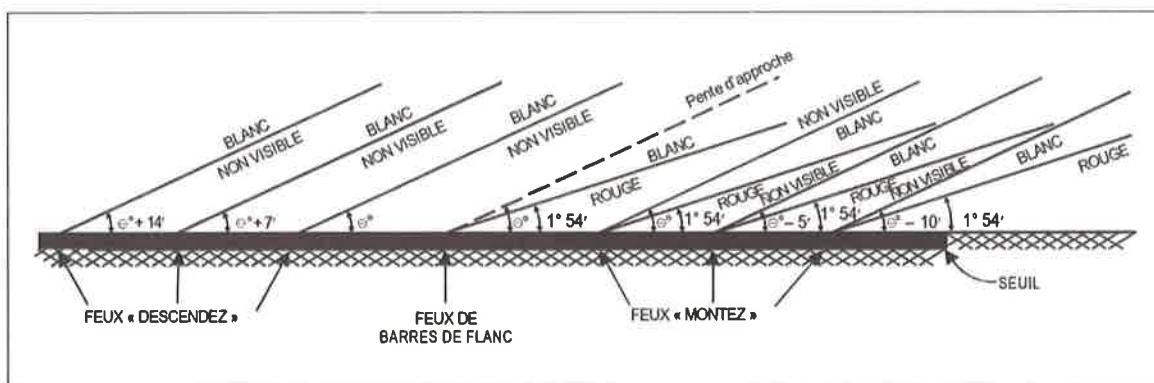 Pente d'approche
BLANC
NON VISIBLE
BLANC
NON VISIBLE
BLANC
NON VISIBLE
BLANC
ROUGE
NON VISIBLE
BLANC
ROUGE
NON VISIBLE
BLANC
ROUGE
NON VISIBLE
BLANC
ROUGE
Ѳ°+ 14′
Ѳ°+7′
Ѳ°
Ѳ°
1° 54′
Ѳ°
1° 54′
Ѳ°– 5′
1° 54′
Ѳ°– 10′
1° 54′
SEUIL
FEUX « DESCENDEZ »
FEUX DE
BARRES DE FLANC
FEUX « MONTEZ »